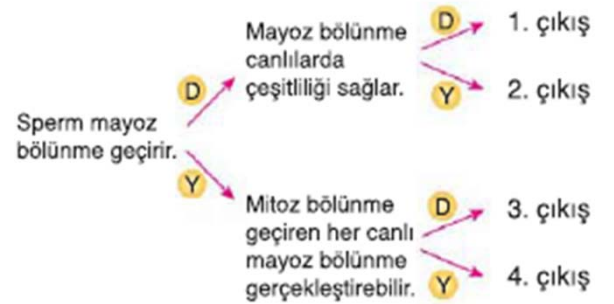 Sperm mayoz
bölünme geçirir.
D
Y
Mayoz bölünme
canlılarda
çeşitliliği sağlar.
D
1. çıkış
Y
2. çıkış
Mitoz bölünme
geçiren her canlı
mayoz bölünme
gerçekleştirebilir.
D
3. çıkış
Y
4. çıkış